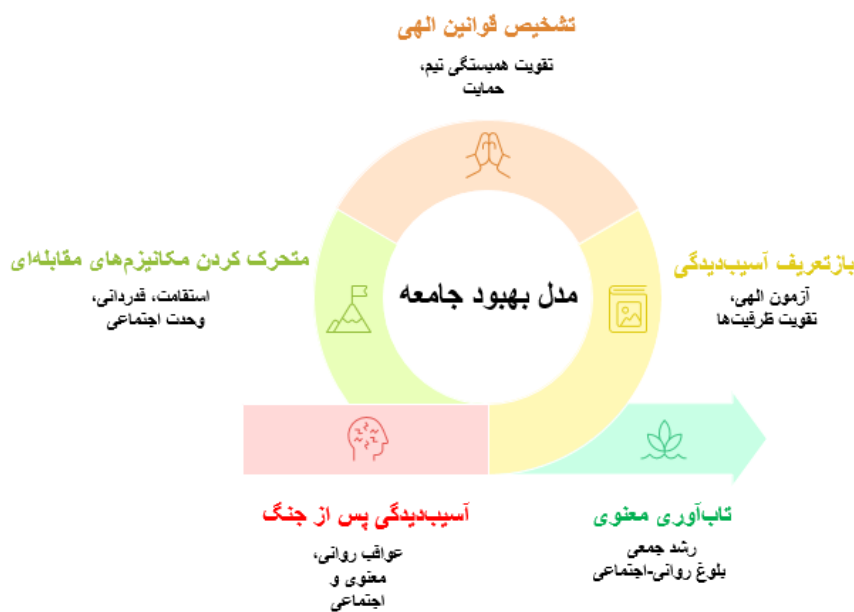 تشخیص قوانین الهی
تقویت همبستگی تیم،
حمایت
متحرک کردن مکانیزم‌های مقابله‌ای
استقامت، قدردانی،
وحدت اجتماعی
مدل بهبود جامعه
بازتعریف آسیب‌دیدگی
آزمون الهی،
تقویت ظرفیت‌ها
آسیب‌دیدگی پس از جنگ
عواقب روانی،
معنوی و
اجتماعی
تاب‌آوری معنوی
رشد جمعی
بلوغ روانی-اجتماعی